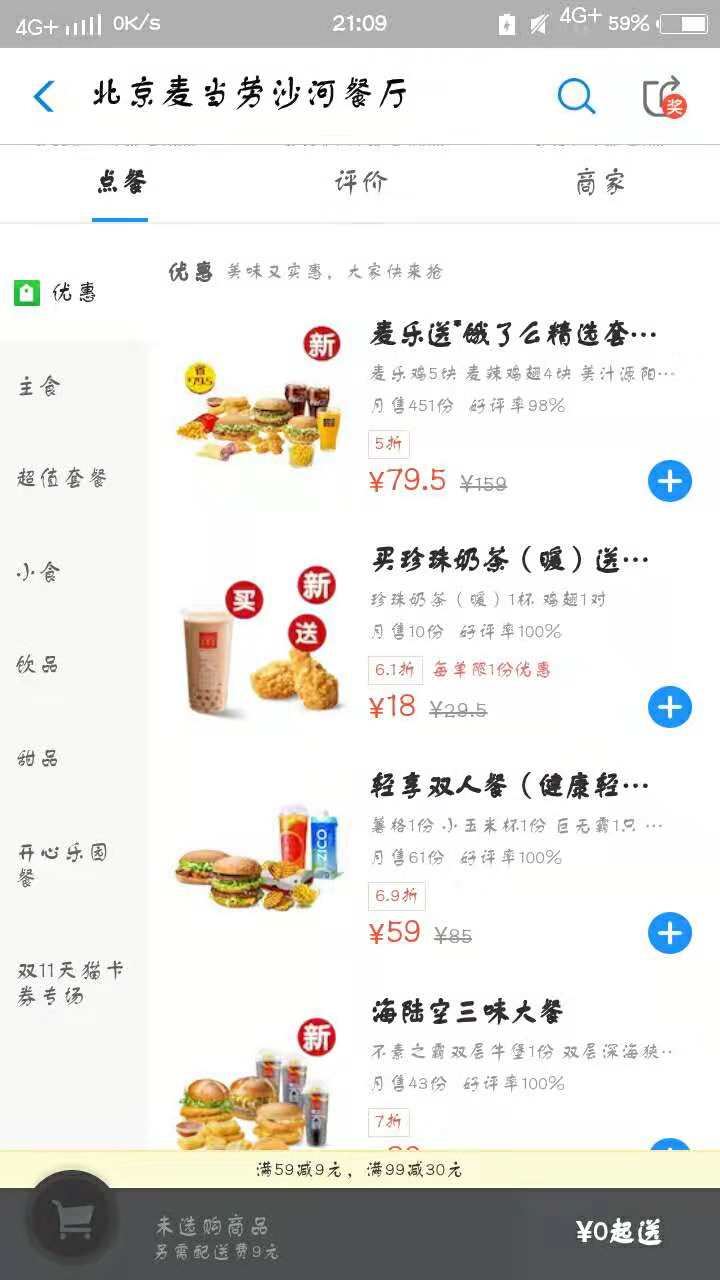 4G+ 0K/s 21:09 4G+ 59%
北京麦当劳沙河餐厅
奖
点餐 评价 商家
优惠
主食
超值套餐
小食
饮品
甜品
开心乐园
餐
双11天猫卡
券专场
优惠 美味又实惠，大家快来抢
新
省
¥79.5
麦乐送*饿了么精选套…
麦乐鸡5块 麦辣鸡翅4块 美汁源阳…
月售451份 好评率98%
5折
¥79.5 ¥159
买
新
送
买珍珠奶茶（暖）送…
珍珠奶茶（暖）1杯 鸡翅1对
月售10份 好评率100%
6.1折 每单限1份优惠
¥18 ¥29.5
ZICO
轻享双人餐（健康轻…
薯格1份 小玉米杯1份 巨无霸1只 …
月售61份 好评率100%
6.9折
¥59 ¥85
新
海陆空三味大餐
不素之霸双层牛堡1份 双层深海狭…
月售43份 好评率100%
7折
满59减9元，满99减30元
未选购商品
另需配送费9元
¥0起送